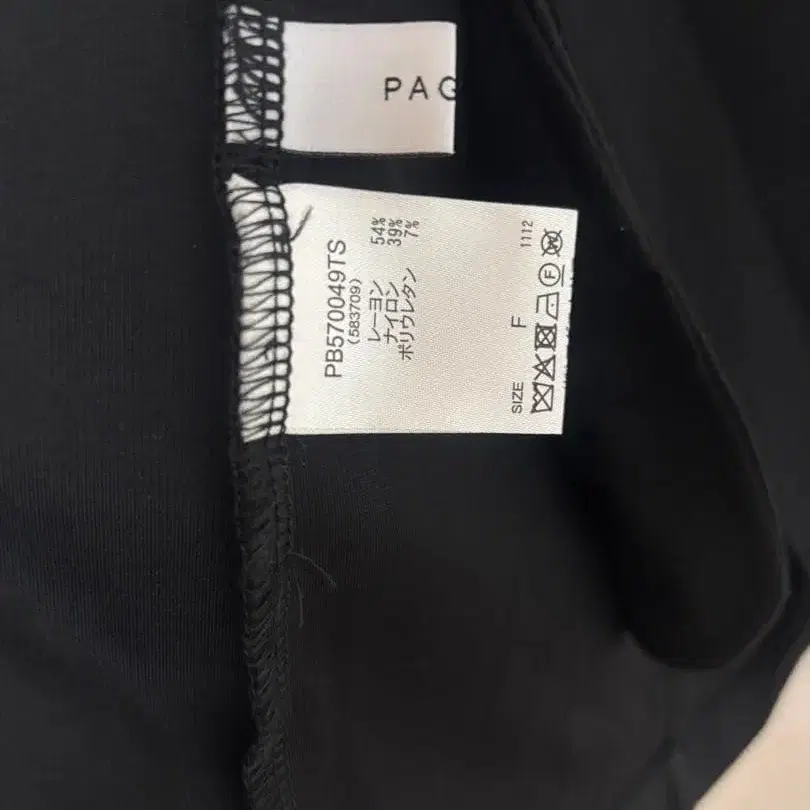 PAG
PB570049TS
(583709)
レーヨン 54%
ナイロン 39%
ポリウレタン 7%
SIZE F 1112
F W